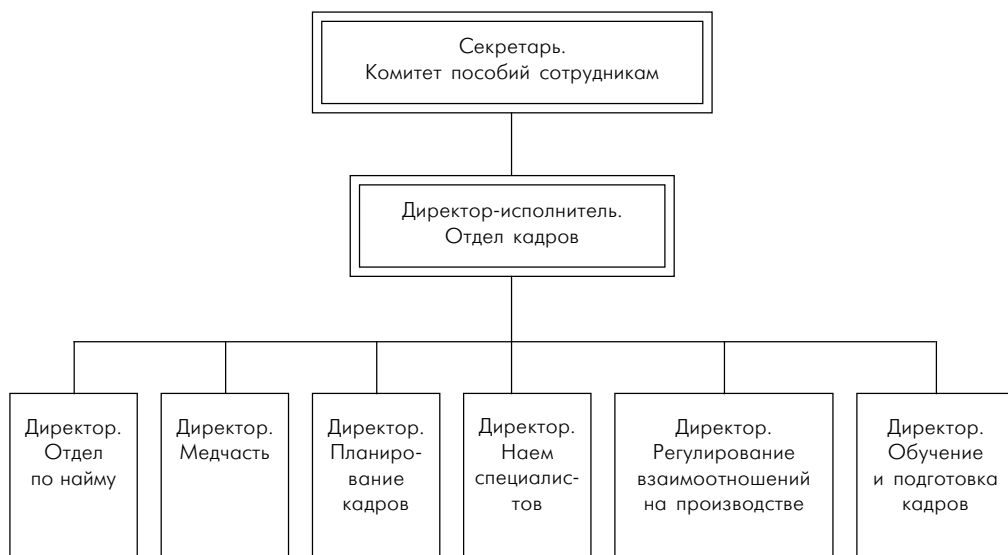 Секретарь.
Комитет пособий сотрудникам
Директор-исполнитель.
Отдел кадров
Директор.
Отдел
по найму
Директор.
Медчасть
Директор.
Планиро-
вание
кадров
Директор.
Наем
специалис-
тов
Директор.
Регулирование
взаимоотношений
на производстве
Директор.
Обучение
и подготовка
кадров